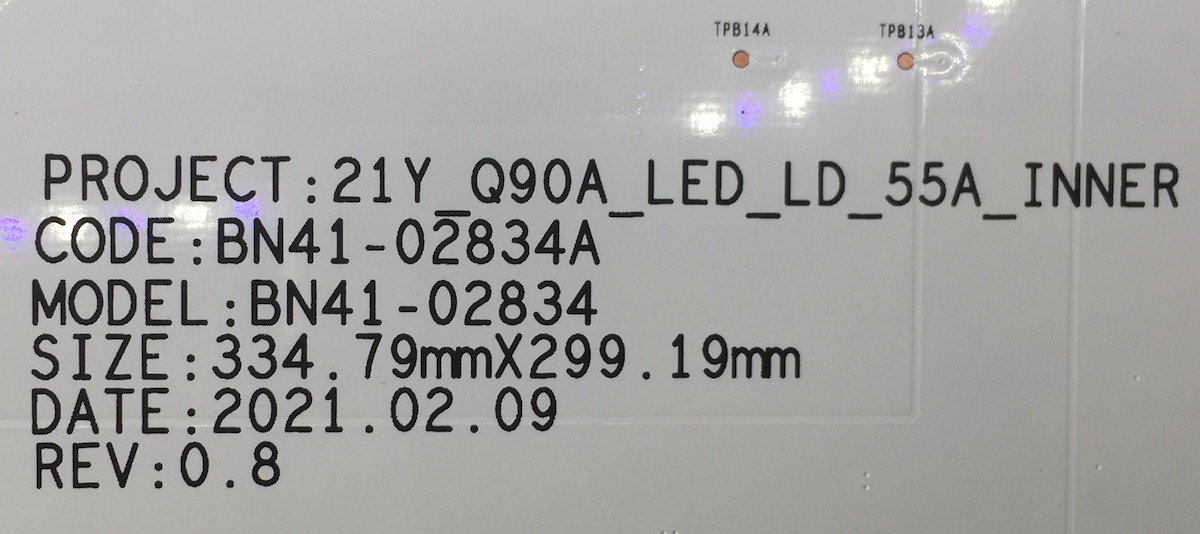 TPB14A TPB13A
PROJECT:21Y_Q90A_LED_LD_55A_INNER
CODE:BN41-02834A
MODEL:BN41-02834
SIZE:334.79mmX299.19mm
DATE:2021.02.09
REV:0.8